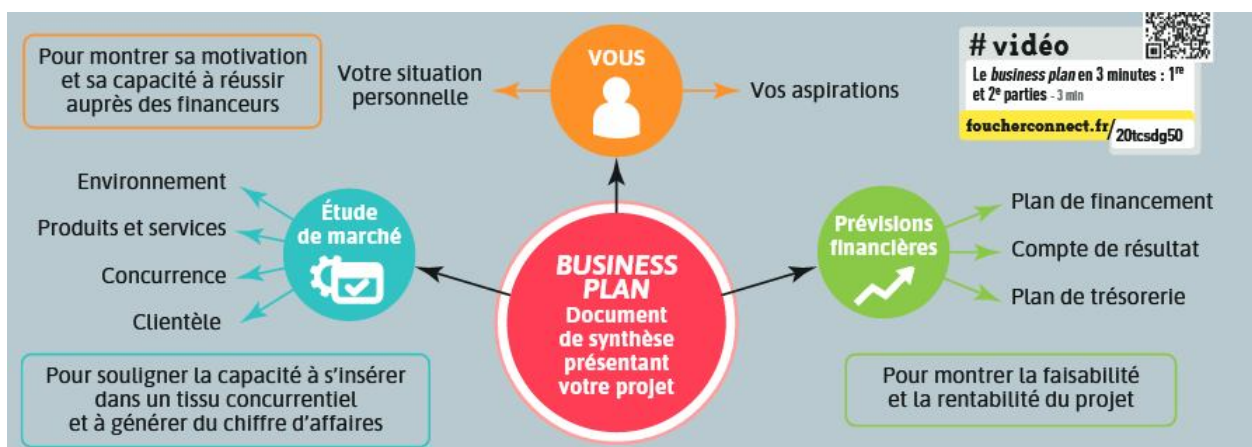 Pour montrer sa motivation
et sa capacité à réussir
auprès des financeurs
Votre situation
personnelle
VOUS
Vos aspirations
# vidéo
Le business plan en 3 minutes : 1re
et 2e parties - 3 min
foucherconnect.fr/20tcsdg50
Environnement
Produits et services
Concurrence
Clientèle
Étude
de marché
BUSINESS
PLAN
Document
de synthèse
présentant
votre projet
Prévisions
financières
Plan de financement
Compte de résultat
Plan de trésorerie
Pour souligner la capacité à s’insérer
dans un tissu concurrentiel
et à générer du chiffre d’affaires
Pour montrer la faisabilité
et la rentabilité du projet